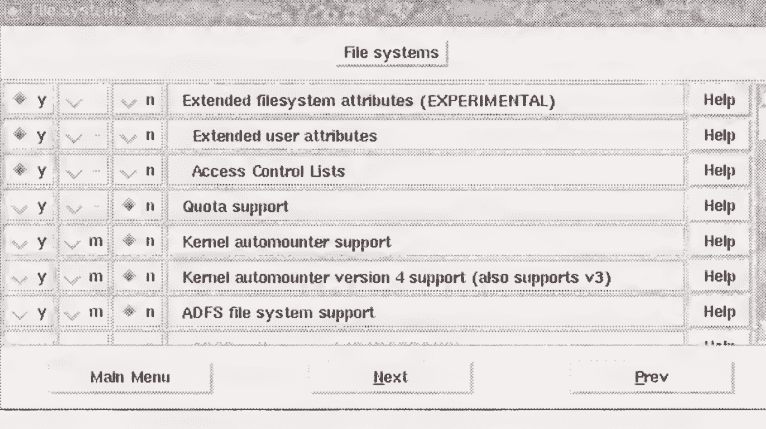 File systems
File systems
y - n Extended filesystem attributes (EXPERIMENTAL) Help
y - n Extended user attributes Help
y - n Access Control Lists Help
y - n Quota support Help
y m n Kernel automounter support Help
y m n Kernel automounter version 4 support (also supports v3) Help
y m n ADFS file system support Help
Main Menu Next Prev